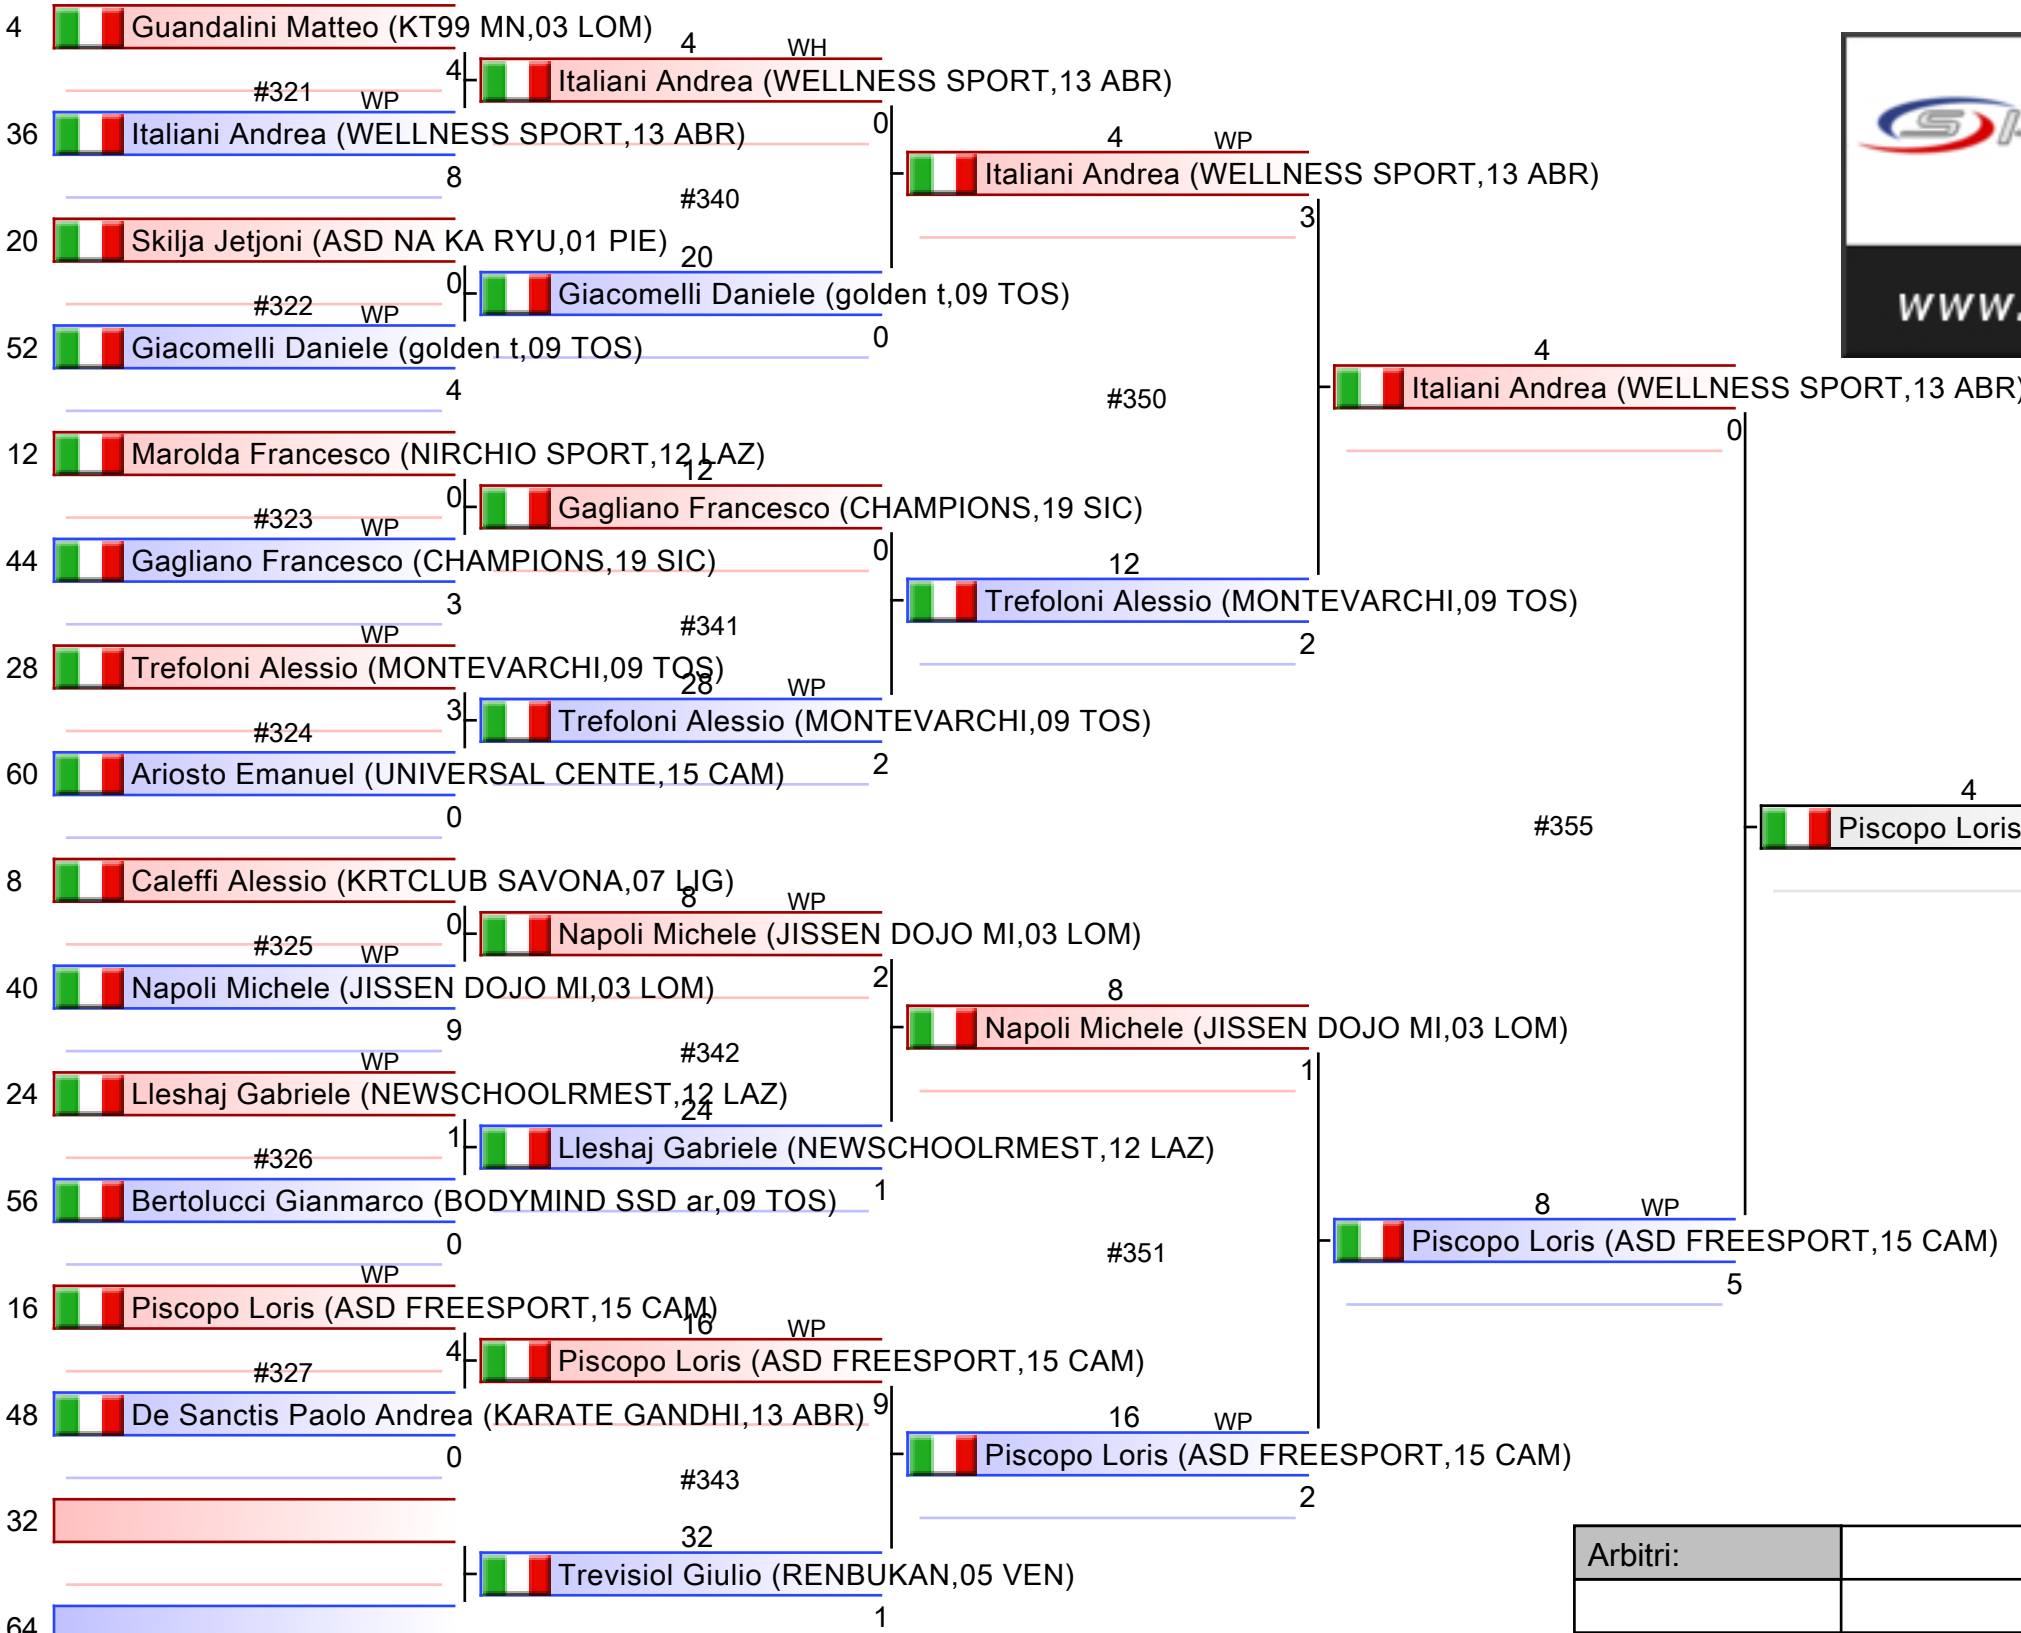 4 Guandalini Matteo (KT99 MN,03 LOM)
4
#321 WP
36 Italiani Andrea (WELLNESS SPORT,13 ABR)
8
20 Skilja Jetjoni (ASD NA KA RYU,01 PIE)
0
#322 WP
52 Giacomelli Daniele (golden t,09 TOS)
4
12 Marolda Francesco (NIRCHIO SPORT,12 LAZ)
0
#323 WP
44 Gagliano Francesco (CHAMPIONS,19 SIC)
3
WP
28 Trefoloni Alessio (MONTEVARCHI,09 TOS)
3
#324
60 Ariosto Emanuel (UNIVERSAL CENTE,15 CAM)
0
8 Caleffi Alessio (KRTCLUB SAVONA,07 LIG)
0
#325 WP
40 Napoli Michele (JISSEN DOJO MI,03 LOM)
9
WP
24 Lleshaj Gabriele (NEWSCHOOLRMEST,12 LAZ)
1
#326
56 Bertolucci Gianmarco (BODYMIND SSD ar,09 TOS)
0
WP
16 Piscopo Loris (ASD FREESPORT,15 CAM)
4
#327
48 De Sanctis Paolo Andrea (KARATE GANDHI,13 ABR)
0
32
64
4 WH
Italiani Andrea (WELLNESS SPORT,13 ABR)
0
#340
20
Giacomelli Daniele (golden t,09 TOS)
0
12
Gagliano Francesco (CHAMPIONS,19 SIC)
0
#341
28 WP
Trefoloni Alessio (MONTEVARCHI,09 TOS)
2
8 WP
Napoli Michele (JISSEN DOJO MI,03 LOM)
2
#342
24
Lleshaj Gabriele (NEWSCHOOLRMEST,12 LAZ)
1
16 WP
Piscopo Loris (ASD FREESPORT,15 CAM)
9
#343
32
Trevisiol Giulio (RENBUKAN,05 VEN)
1
4 WP
Italiani Andrea (WELLNESS SPORT,13 ABR)
3
#350
12
Trefoloni Alessio (MONTEVARCHI,09 TOS)
2
8
Napoli Michele (JISSEN DOJO MI,03 LOM)
1
#351
16 WP
Piscopo Loris (ASD FREESPORT,15 CAM)
2
4
Italiani Andrea (WELLNESS SPORT,13 ABR)
0
#355
8 WP
Piscopo Loris (ASD FREESPORT,15 CAM)
5
4
Piscopo Loris
www.
Arbitri: